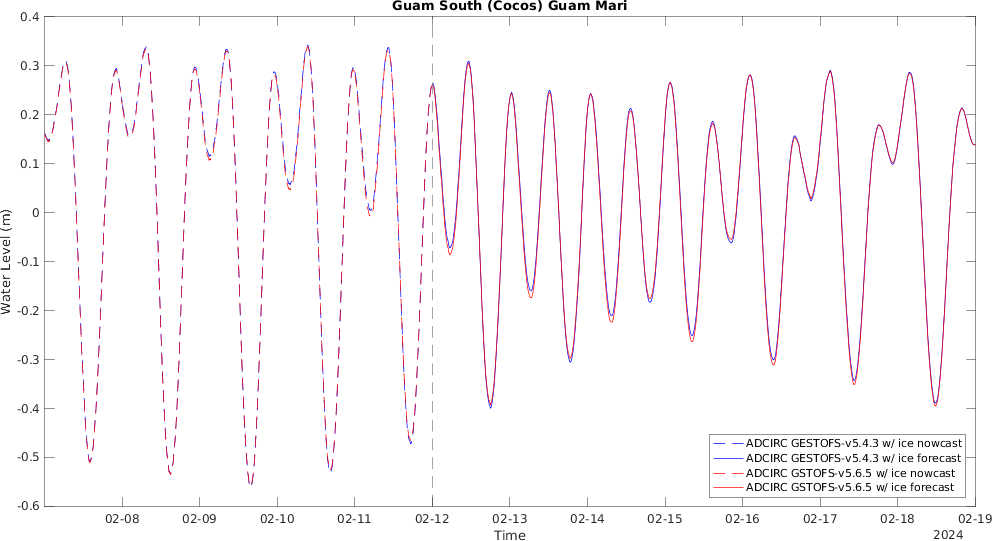 Guam South (Cocos) Guam Mari
0.4
0.3
0.2
0.1
0
-0.1
-0.2
-0.3
-0.4
-0.5
-0.6
Water Level (m)
ADCIRC GESTOFS-v5.4.3 w/ ice nowcast
ADCIRC GESTOFS-v5.4.3 w/ ice forecast
ADCIRC GSTOFS-v5.6.5 w/ ice nowcast
ADCIRC GSTOFS-v5.6.5 w/ ice forecast
02-08 02-09 02-10 02-11 02-12 02-13 02-14 02-15 02-16 02-17 02-18 02-19
Time
2024